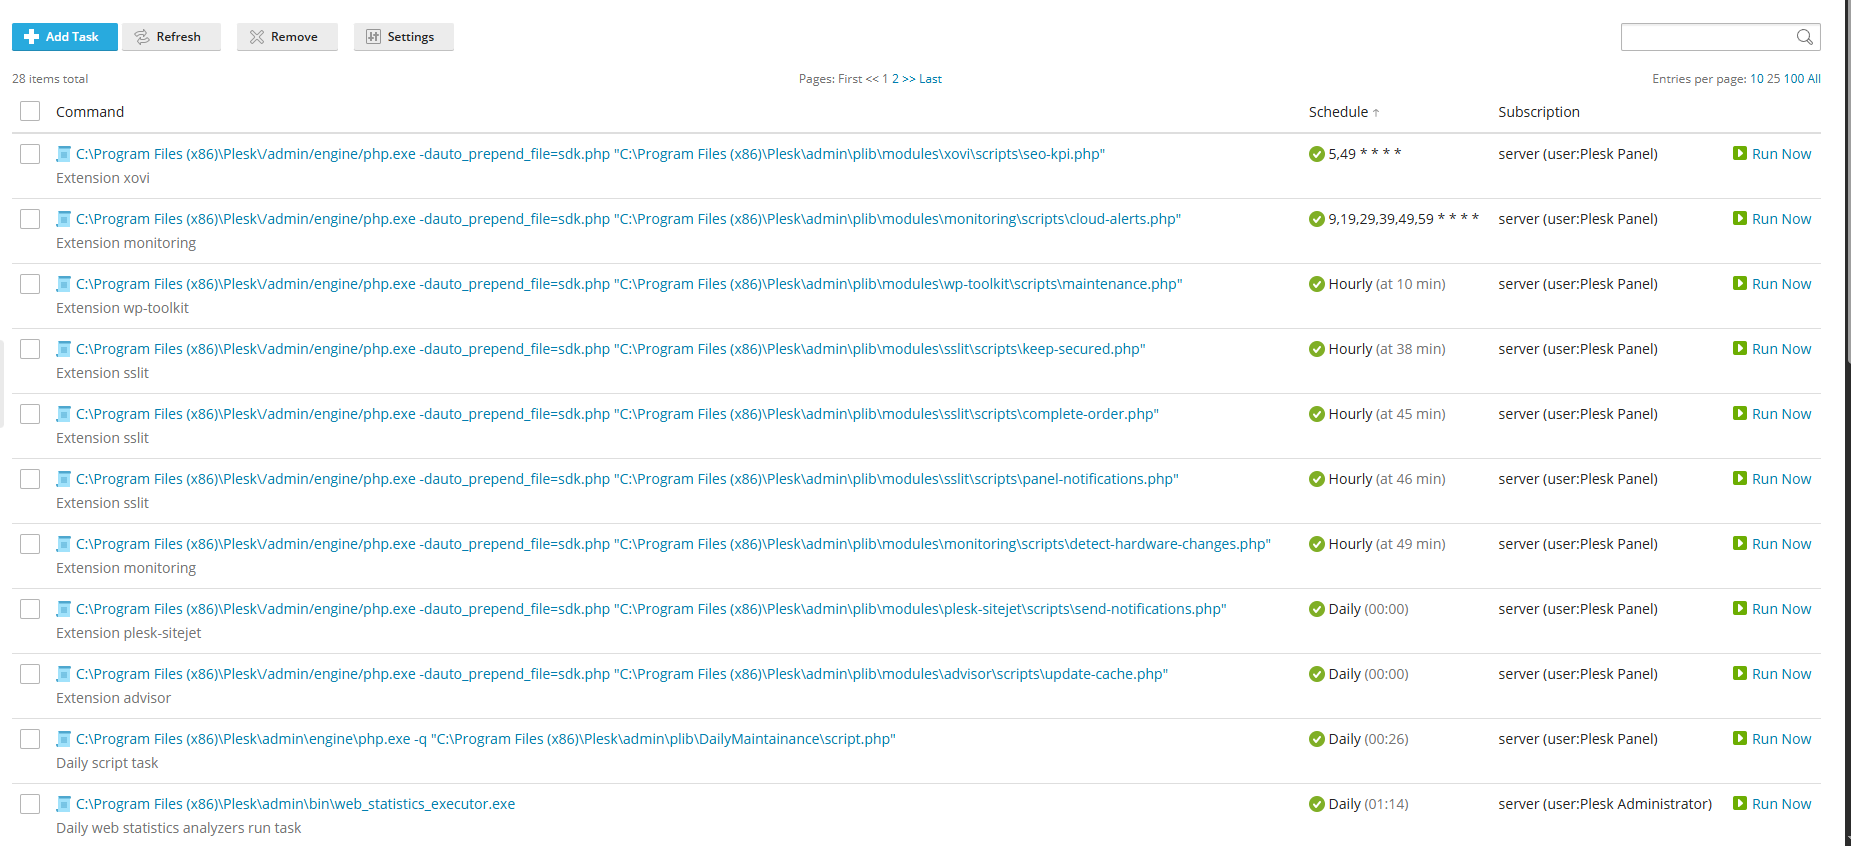 Add Task Refresh Remove Settings
28 items total Pages: First << 1 2 >> Last Entries per page: 10 25 100 All
Command Schedule ↑ Subscription
C:\Program Files (x86)\Plesk\/admin/engine/php.exe -dauto_prepend_file=sdk.php "C:\Program Files (x86)\Plesk\admin\plib\modules\xovi\scripts\seo-kpi.php" 5,49 * * * * server (user:Plesk Panel) Run Now
Extension xovi
C:\Program Files (x86)\Plesk\/admin/engine/php.exe -dauto_prepend_file=sdk.php "C:\Program Files (x86)\Plesk\admin\plib\modules\monitoring\scripts\cloud-alerts.php" 9,19,29,39,49,59 * * * * server (user:Plesk Panel) Run Now
Extension monitoring
C:\Program Files (x86)\Plesk\/admin/engine/php.exe -dauto_prepend_file=sdk.php "C:\Program Files (x86)\Plesk\admin\plib\modules\wp-toolkit\scripts\maintenance.php" Hourly (at 10 min) server (user:Plesk Panel) Run Now
Extension wp-toolkit
C:\Program Files (x86)\Plesk\/admin/engine/php.exe -dauto_prepend_file=sdk.php "C:\Program Files (x86)\Plesk\admin\plib\modules\sslit\scripts\keep-secured.php" Hourly (at 38 min) server (user:Plesk Panel) Run Now
Extension sslit
C:\Program Files (x86)\Plesk\/admin/engine/php.exe -dauto_prepend_file=sdk.php "C:\Program Files (x86)\Plesk\admin\plib\modules\sslit\scripts\complete-order.php" Hourly (at 45 min) server (user:Plesk Panel) Run Now
Extension sslit
C:\Program Files (x86)\Plesk\/admin/engine/php.exe -dauto_prepend_file=sdk.php "C:\Program Files (x86)\Plesk\admin\plib\modules\sslit\scripts\panel-notifications.php" Hourly (at 46 min) server (user:Plesk Panel) Run Now
Extension sslit
C:\Program Files (x86)\Plesk\/admin/engine/php.exe -dauto_prepend_file=sdk.php "C:\Program Files (x86)\Plesk\admin\plib\modules\monitoring\scripts\detect-hardware-changes.php" Hourly (at 49 min) server (user:Plesk Panel) Run Now
Extension monitoring
C:\Program Files (x86)\Plesk\/admin/engine/php.exe -dauto_prepend_file=sdk.php "C:\Program Files (x86)\Plesk\admin\plib\modules\plesk-sitejet\scripts\send-notifications.php" Daily (00:00) server (user:Plesk Panel) Run Now
Extension plesk-sitejet
C:\Program Files (x86)\Plesk\/admin/engine/php.exe -dauto_prepend_file=sdk.php "C:\Program Files (x86)\Plesk\admin\plib\modules\advisor\scripts\update-cache.php" Daily (00:00) server (user:Plesk Panel) Run Now
Extension advisor
C:\Program Files (x86)\Plesk\admin\engine\php.exe -q "C:\Program Files (x86)\Plesk\admin\plib\DailyMaintainance\script.php" Daily (00:26) server (user:Plesk Panel) Run Now
Daily script task
C:\Program Files (x86)\Plesk\admin\bin\web_statistics_executor.exe Daily (01:14) server (user:Plesk Administrator) Run Now
Daily web statistics analyzers run task